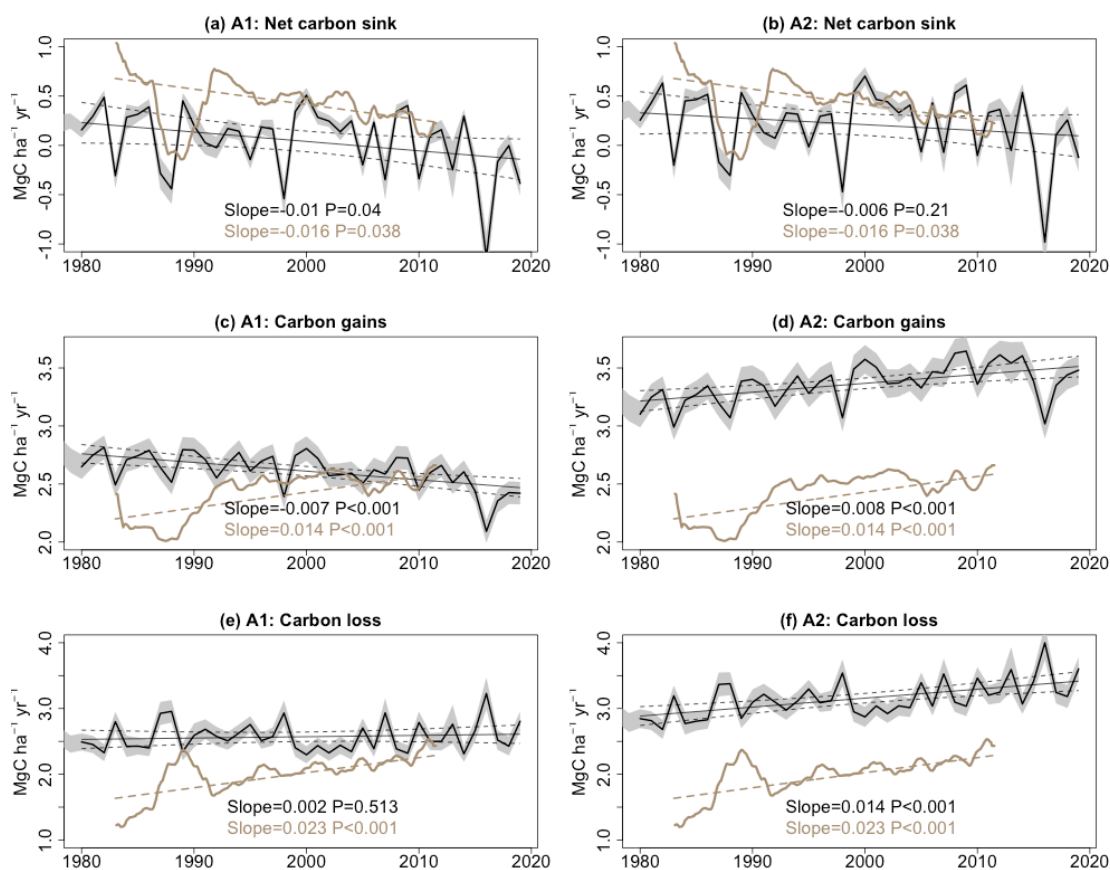 (a) A1: Net carbon sink
MgC ha⁻¹ yr⁻¹
1.0
0.5
0.0
-0.5
-1.0
Slope=-0.01 P=0.04
Slope=-0.016 P=0.038
1980 1990 2000 2010 2020
(b) A2: Net carbon sink
MgC ha⁻¹ yr⁻¹
1.0
0.5
0.0
-0.5
-1.0
Slope=-0.006 P=0.21
Slope=-0.016 P=0.038
1980 1990 2000 2010 2020
(c) A1: Carbon gains
MgC ha⁻¹ yr⁻¹
3.5
3.0
2.5
2.0
Slope=-0.007 P<0.001
Slope=0.014 P<0.001
1980 1990 2000 2010 2020
(d) A2: Carbon gains
MgC ha⁻¹ yr⁻¹
3.5
3.0
2.5
2.0
Slope=0.008 P<0.001
Slope=0.014 P<0.001
1980 1990 2000 2010 2020
(e) A1: Carbon loss
MgC ha⁻¹ yr⁻¹
4.0
3.0
2.0
1.0
Slope=0.002 P=0.513
Slope=0.023 P<0.001
1980 1990 2000 2010 2020
(f) A2: Carbon loss
MgC ha⁻¹ yr⁻¹
4.0
3.0
2.0
1.0
Slope=0.014 P<0.001
Slope=0.023 P<0.001
1980 1990 2000 2010 2020